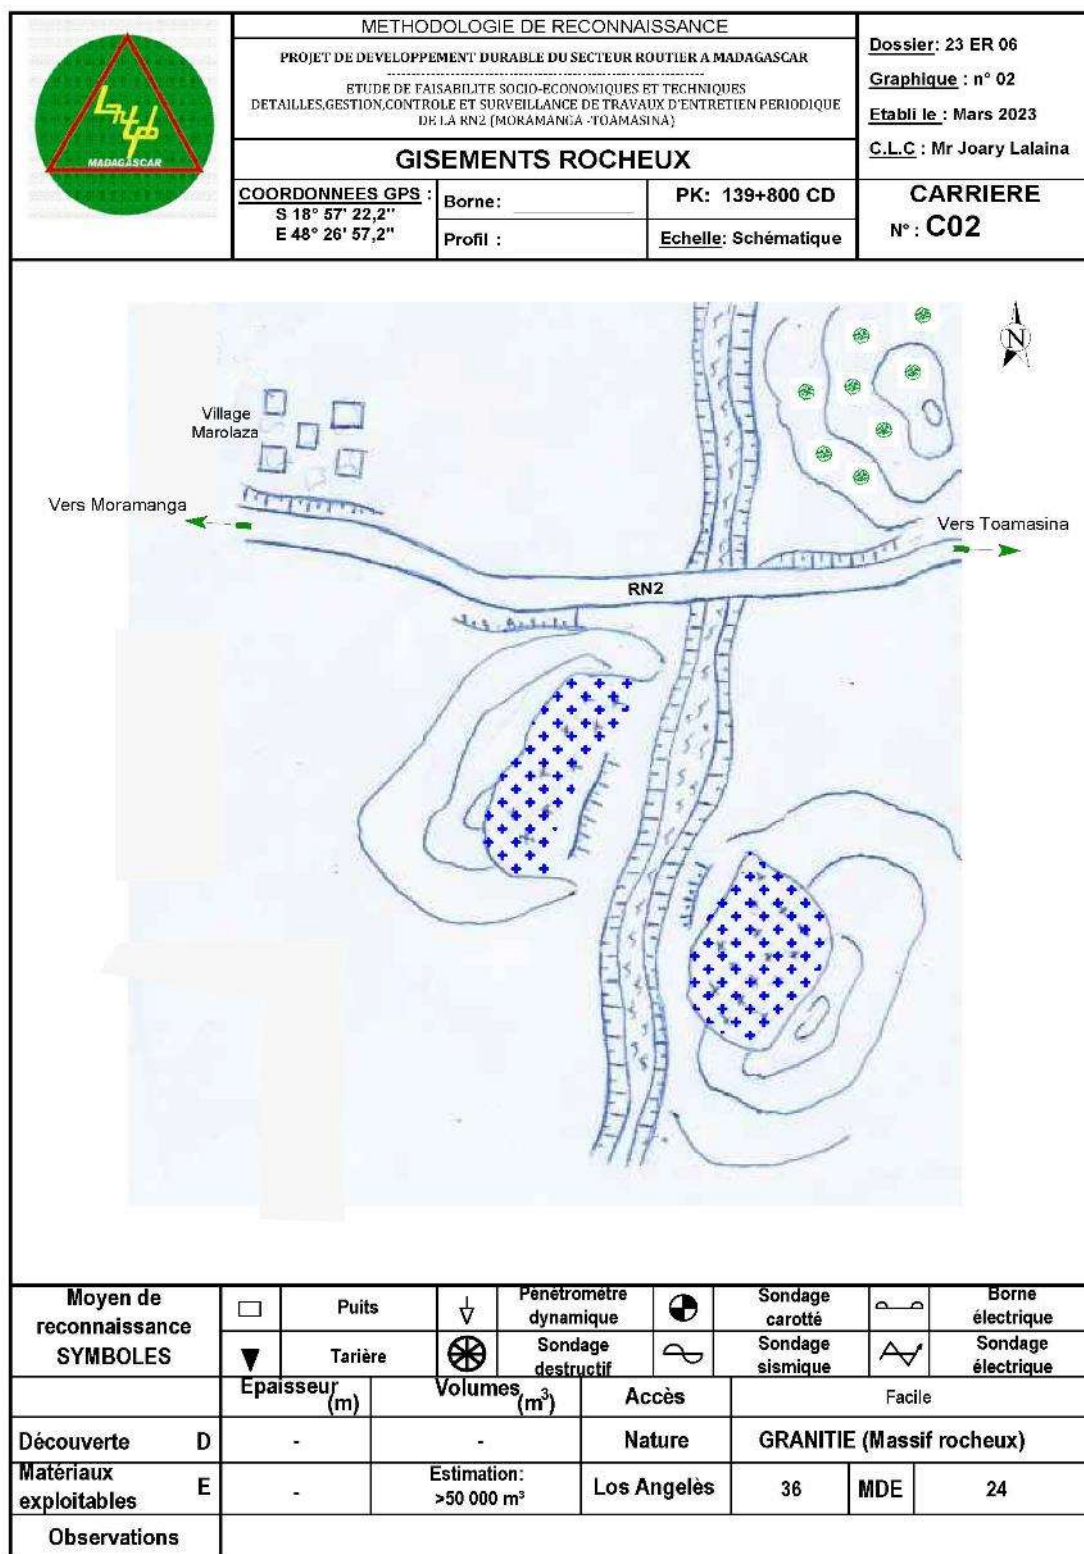 Lntp
MADAGASCAR
METHODOLOGIE DE RECONNAISSANCE
PROJET DE DEVELOPPEMENT DURABLE DU SECTEUR ROUTIER A MADAGASCAR
ETUDE DE FAISABILITE SOCIO-ECONOMIQUES ET TECHNIQUES
DETAILLES,GESTION,CONTROLE ET SURVEILLANCE DE TRAVAUX D'ENTRETIEN PERIODIQUE
DE LA RN2 (MORAMANGA -TOAMASINA)
GISEMENTS ROCHEUX
Dossier: 23 ER 06
Graphique : n° 02
Etabli le : Mars 2023
C.L.C : Mr Joary Lalaina
COORDONNEES GPS :
S 18° 57' 22,2"
E 48° 26' 57,2"
Borne:
Profil :
PK: 139+800 CD
Echelle: Schématique
CARRIERE
N° : C02
N
Village
Marolaza
Vers Moramanga
Vers Toamasina
RN2
Moyen de
reconnaissance
SYMBOLES
Puits
Pénétromètre
dynamique
Sondage
carotté
Borne
électrique
Tarière
Sondage
destructif
Sondage
sismique
Sondage
électrique
Epaisseur
(m)
Volumes
(m³)
Accès
Facile
Découverte D
-
-
Nature
GRANITIE (Massif rocheux)
Matériaux
exploitables E
-
Estimation:
>50 000 m³
Los Angelès
36
MDE
24
Observations